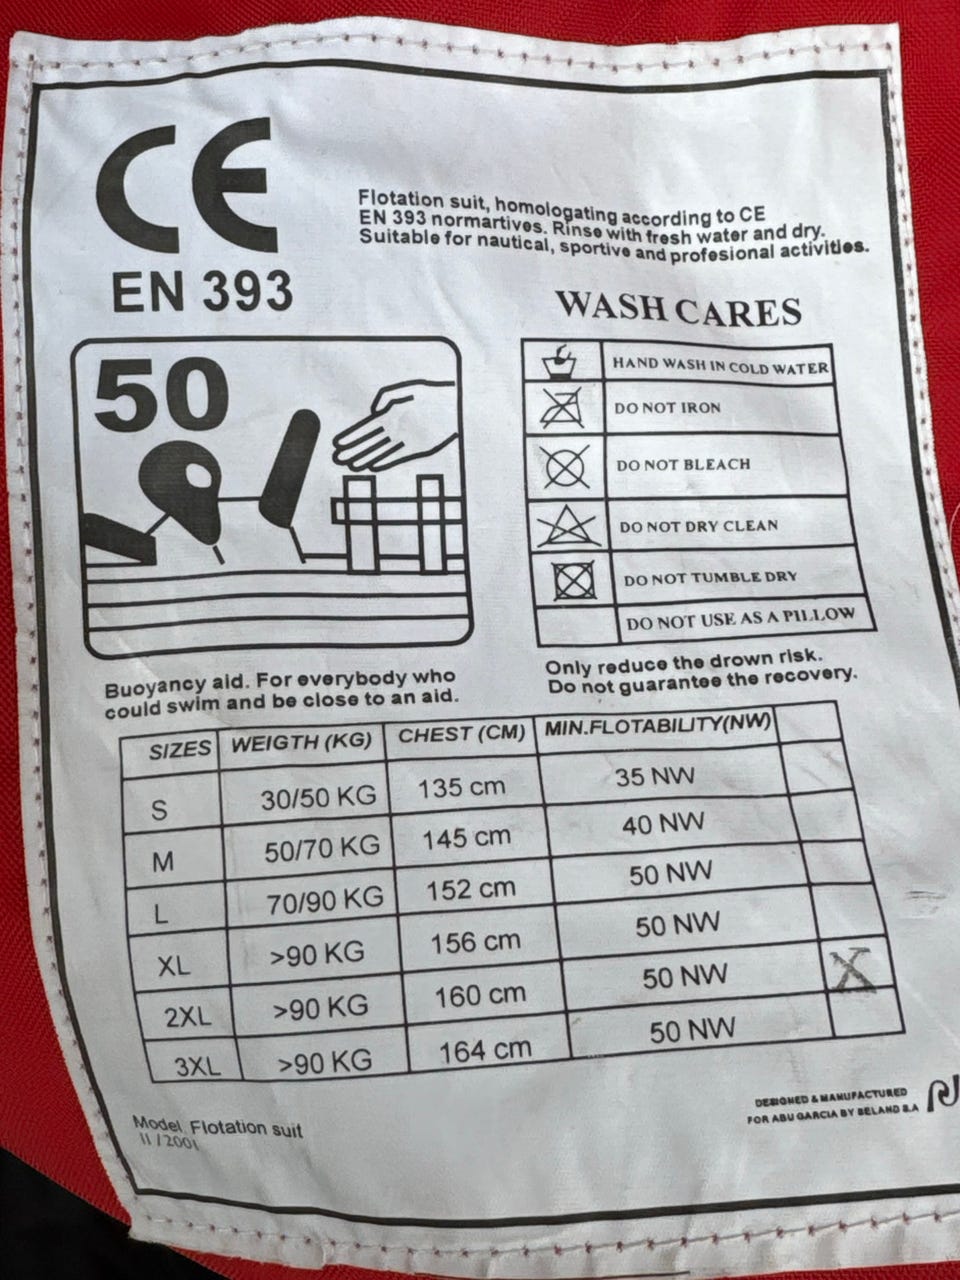 CE
EN 393
Flotation suit, homologating according to CE
EN 393 normartives. Rinse with fresh water and dry.
Suitable for nautical, sportive and profesional activities.
50
WASH CARES
HAND WASH IN COLD WATER
DO NOT IRON
DO NOT BLEACH
DO NOT DRY CLEAN
DO NOT TUMBLE DRY
DO NOT USE AS A PILLOW
Buoyancy aid. For everybody who
could swim and be close to an aid.
Only reduce the drown risk.
Do not guarantee the recovery.
SIZES WEIGTH (KG) CHEST (CM) MIN.FLOTABILITY(NW)
S 30/50 KG 135 cm 35 NW
M 50/70 KG 145 cm 40 NW
L 70/90 KG 152 cm 50 NW
XL >90 KG 156 cm 50 NW
2XL >90 KG 160 cm 50 NW X
3XL >90 KG 164 cm 50 NW
Model Flotation suit
11/2001
DESIGNED & MANUFACTURED
FOR ABU GARCIA BY BELAND S.A